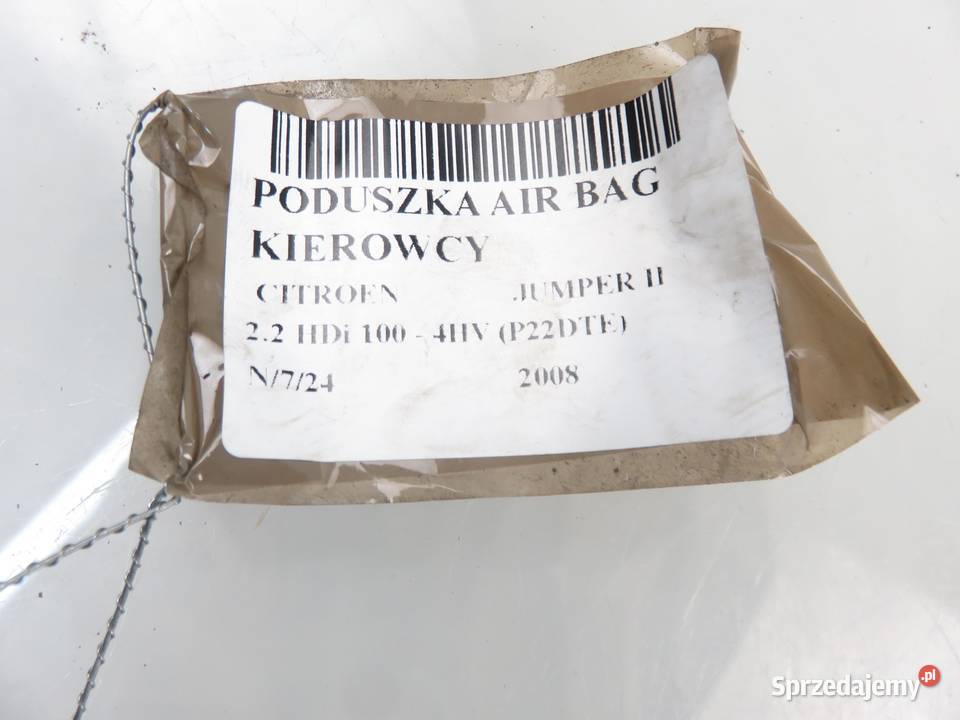 PODUSZKA AIR BAG
KIEROWCY
CITROEN JUMPER II
2.2 HDi 100 - 4HV (P22DTE)
N/7/24 2008
Sprzedajemy.pl